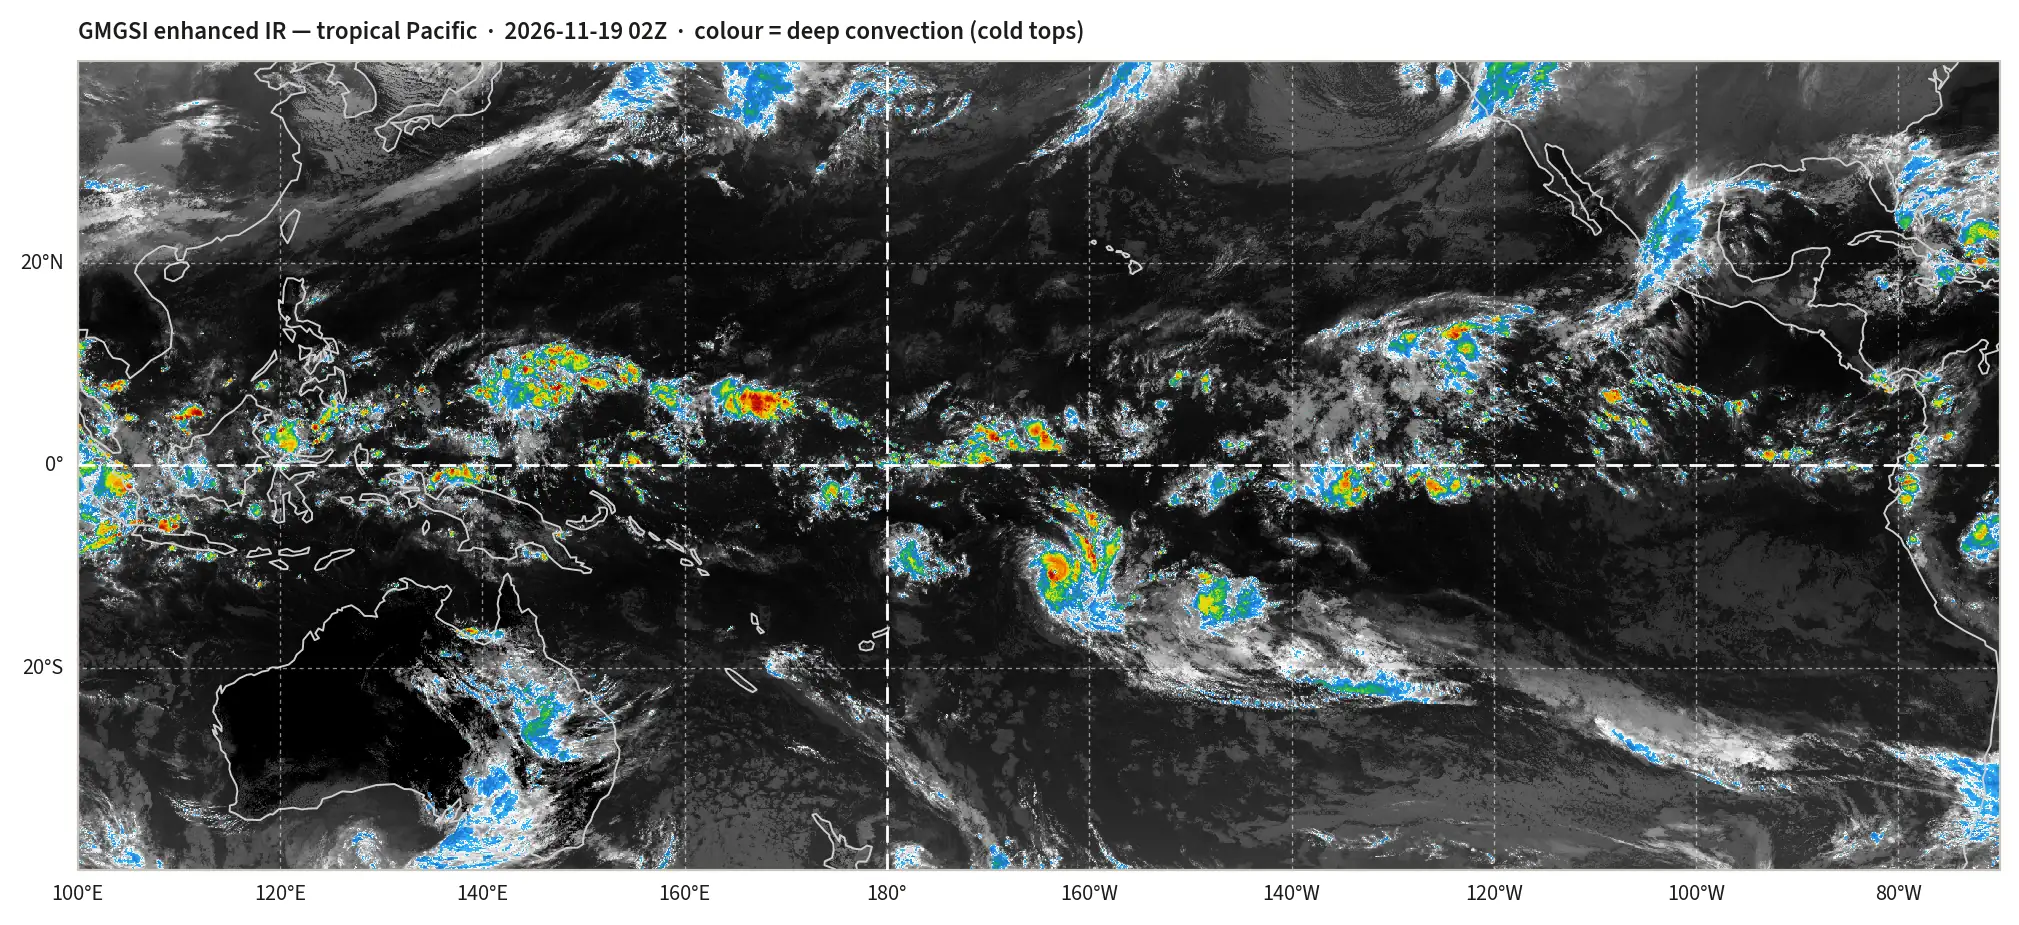 GMGSI enhanced IR — tropical Pacific · 2026-11-19 02Z · colour = deep convection (cold tops)
20°N
0°
20°S
100°E 120°E 140°E 160°E 180° 160°W 140°W 120°W 100°W 80°W